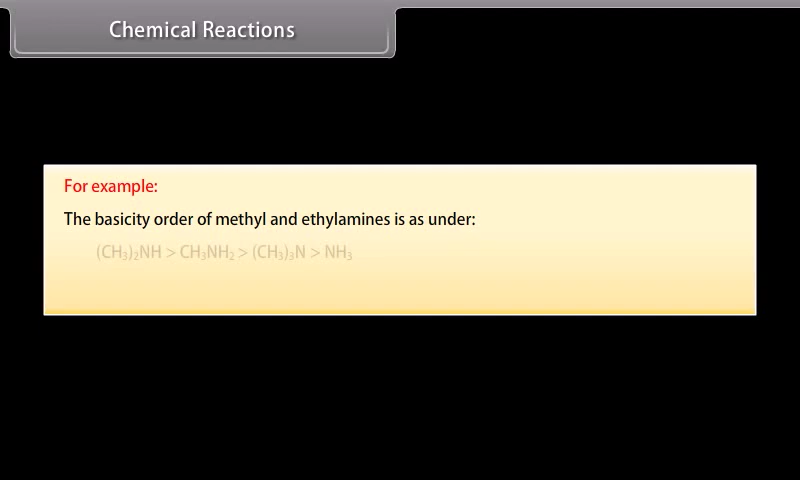 Chemical Reactions
For example:
The basicity order of methyl and ethylamines is as under:
(CH₃)₂NH > CH₃NH₂ > (CH₃)₃N > NH₃